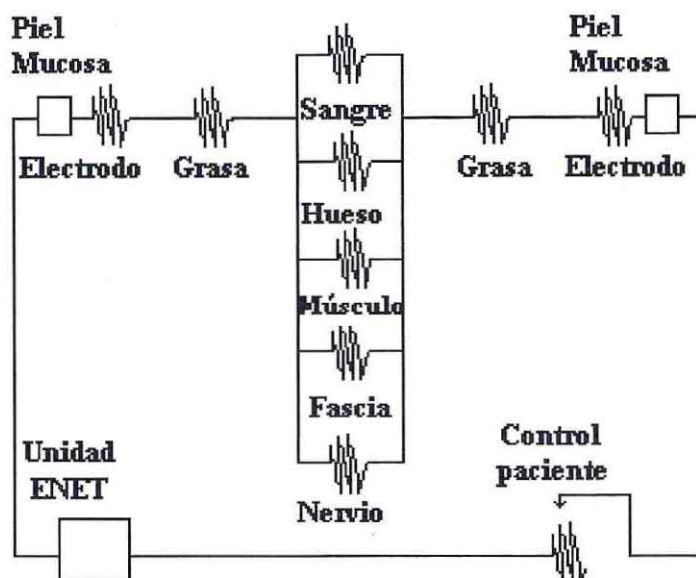 Piel
Mucosa
Piel
Mucosa
Sangre
Electrodo
Grasa
Grasa
Electrodo
Hueso
Músculo
Fascia
Unidad
ENET
Control
paciente
Nervio